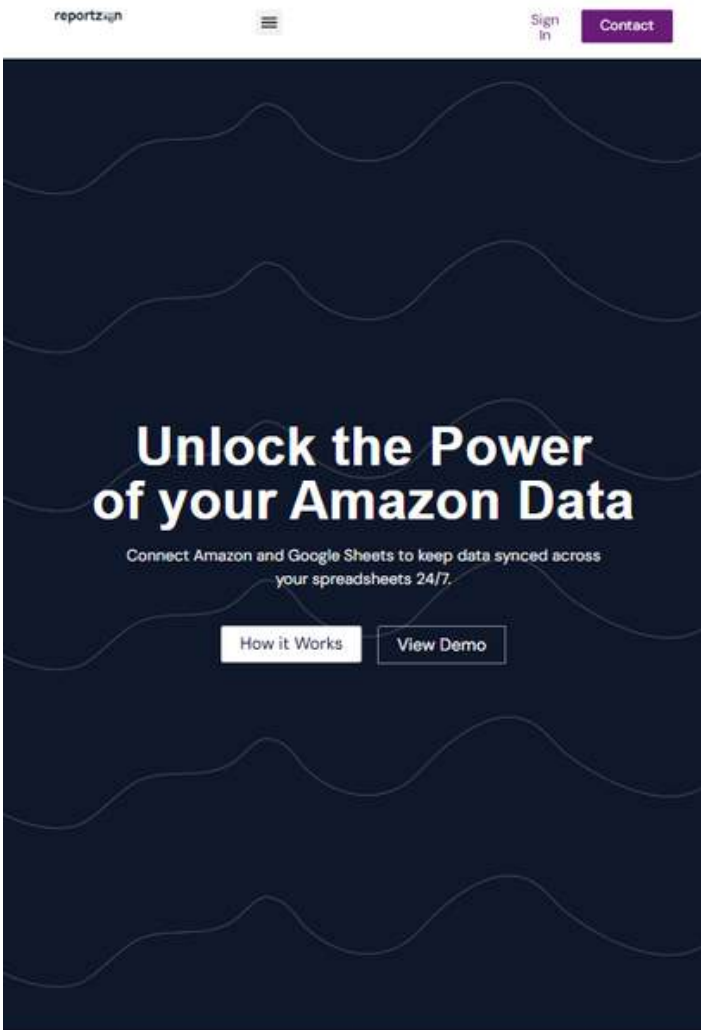 Sign
In
Contact
Unlock the Power
of your Amazon Data
Connect Amazon and Google Sheets to keep data synced across
your spreadsheets 24/7.
How it Works
View Demo